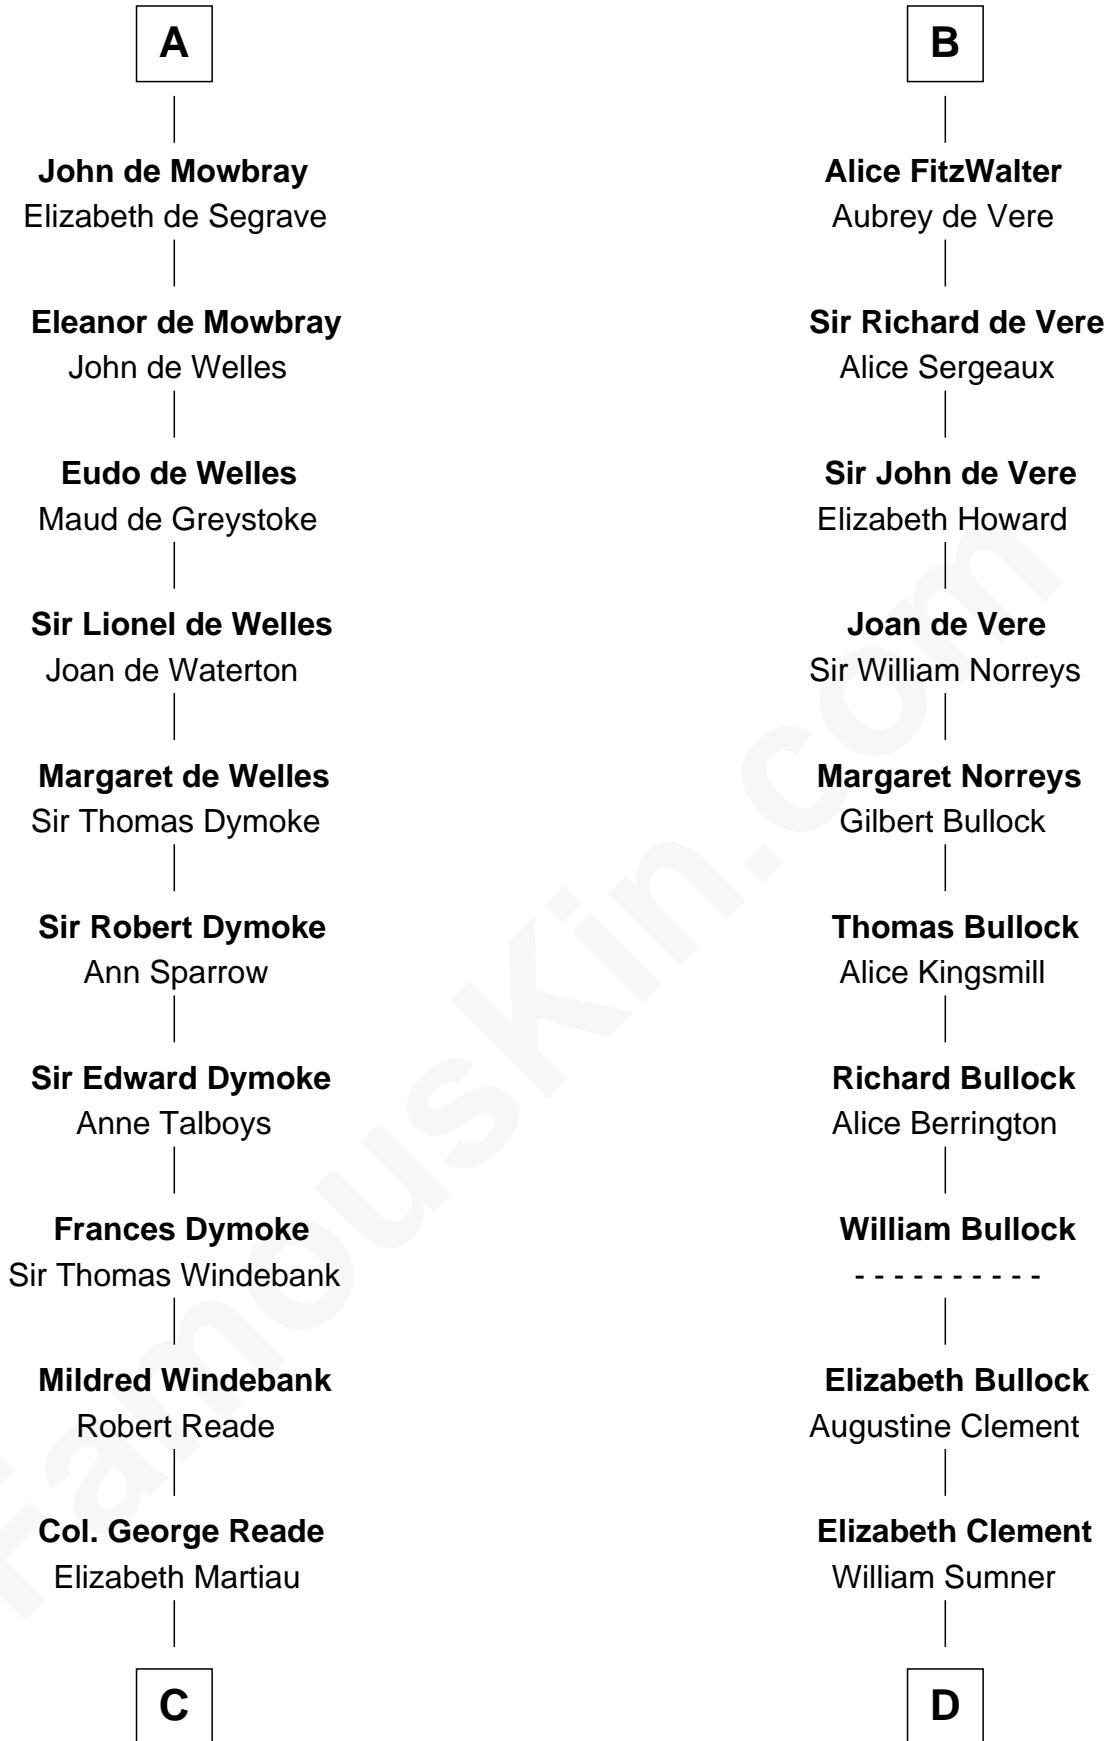 A
John de Mowbray
Elizabeth de Segrave
Eleanor de Mowbray
John de Welles
Eudo de Welles
Maud de Greystoke
Sir Lionel de Welles
Joan de Waterton
Margaret de Welles
Sir Thomas Dymoke
Sir Robert Dymoke
Ann Sparrow
Sir Edward Dymoke
Anne Talboys
Frances Dymoke
Sir Thomas Windebank
Mildred Windebank
Robert Reade
Col. George Reade
Elizabeth Martiau
C
B
Alice FitzWalter
Aubrey de Vere
Sir Richard de Vere
Alice Sergeaux
Sir John de Vere
Elizabeth Howard
Joan de Vere
Sir William Norreys
Margaret Norreys
Gilbert Bullock
Thomas Bullock
Alice Kingsmill
Richard Bullock
Alice Berrington
William Bullock
- - - - - - - - - -
Elizabeth Bullock
Augustine Clement
Elizabeth Clement
William Sumner
D
FamousKin.com